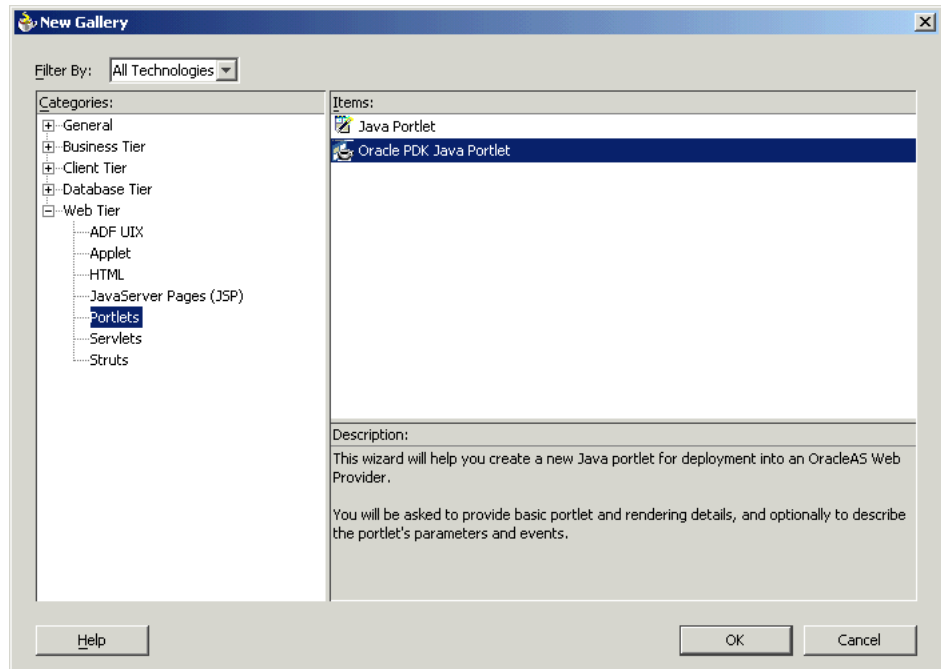 New Gallery
Filter By: All Technologies
Categories:
General
Business Tier
Client Tier
Database Tier
Web Tier
ADF UIX
Applet
HTML
JavaServer Pages (JSP)
Portlets
Servlets
Struts
Items:
Java Portlet
Oracle PDK Java Portlet
Description:
This wizard will help you create a new Java portlet for deployment into an OracleAS Web
Provider.
You will be asked to provide basic portlet and rendering details, and optionally to describe
the portlet's parameters and events.
Help
OK
Cancel